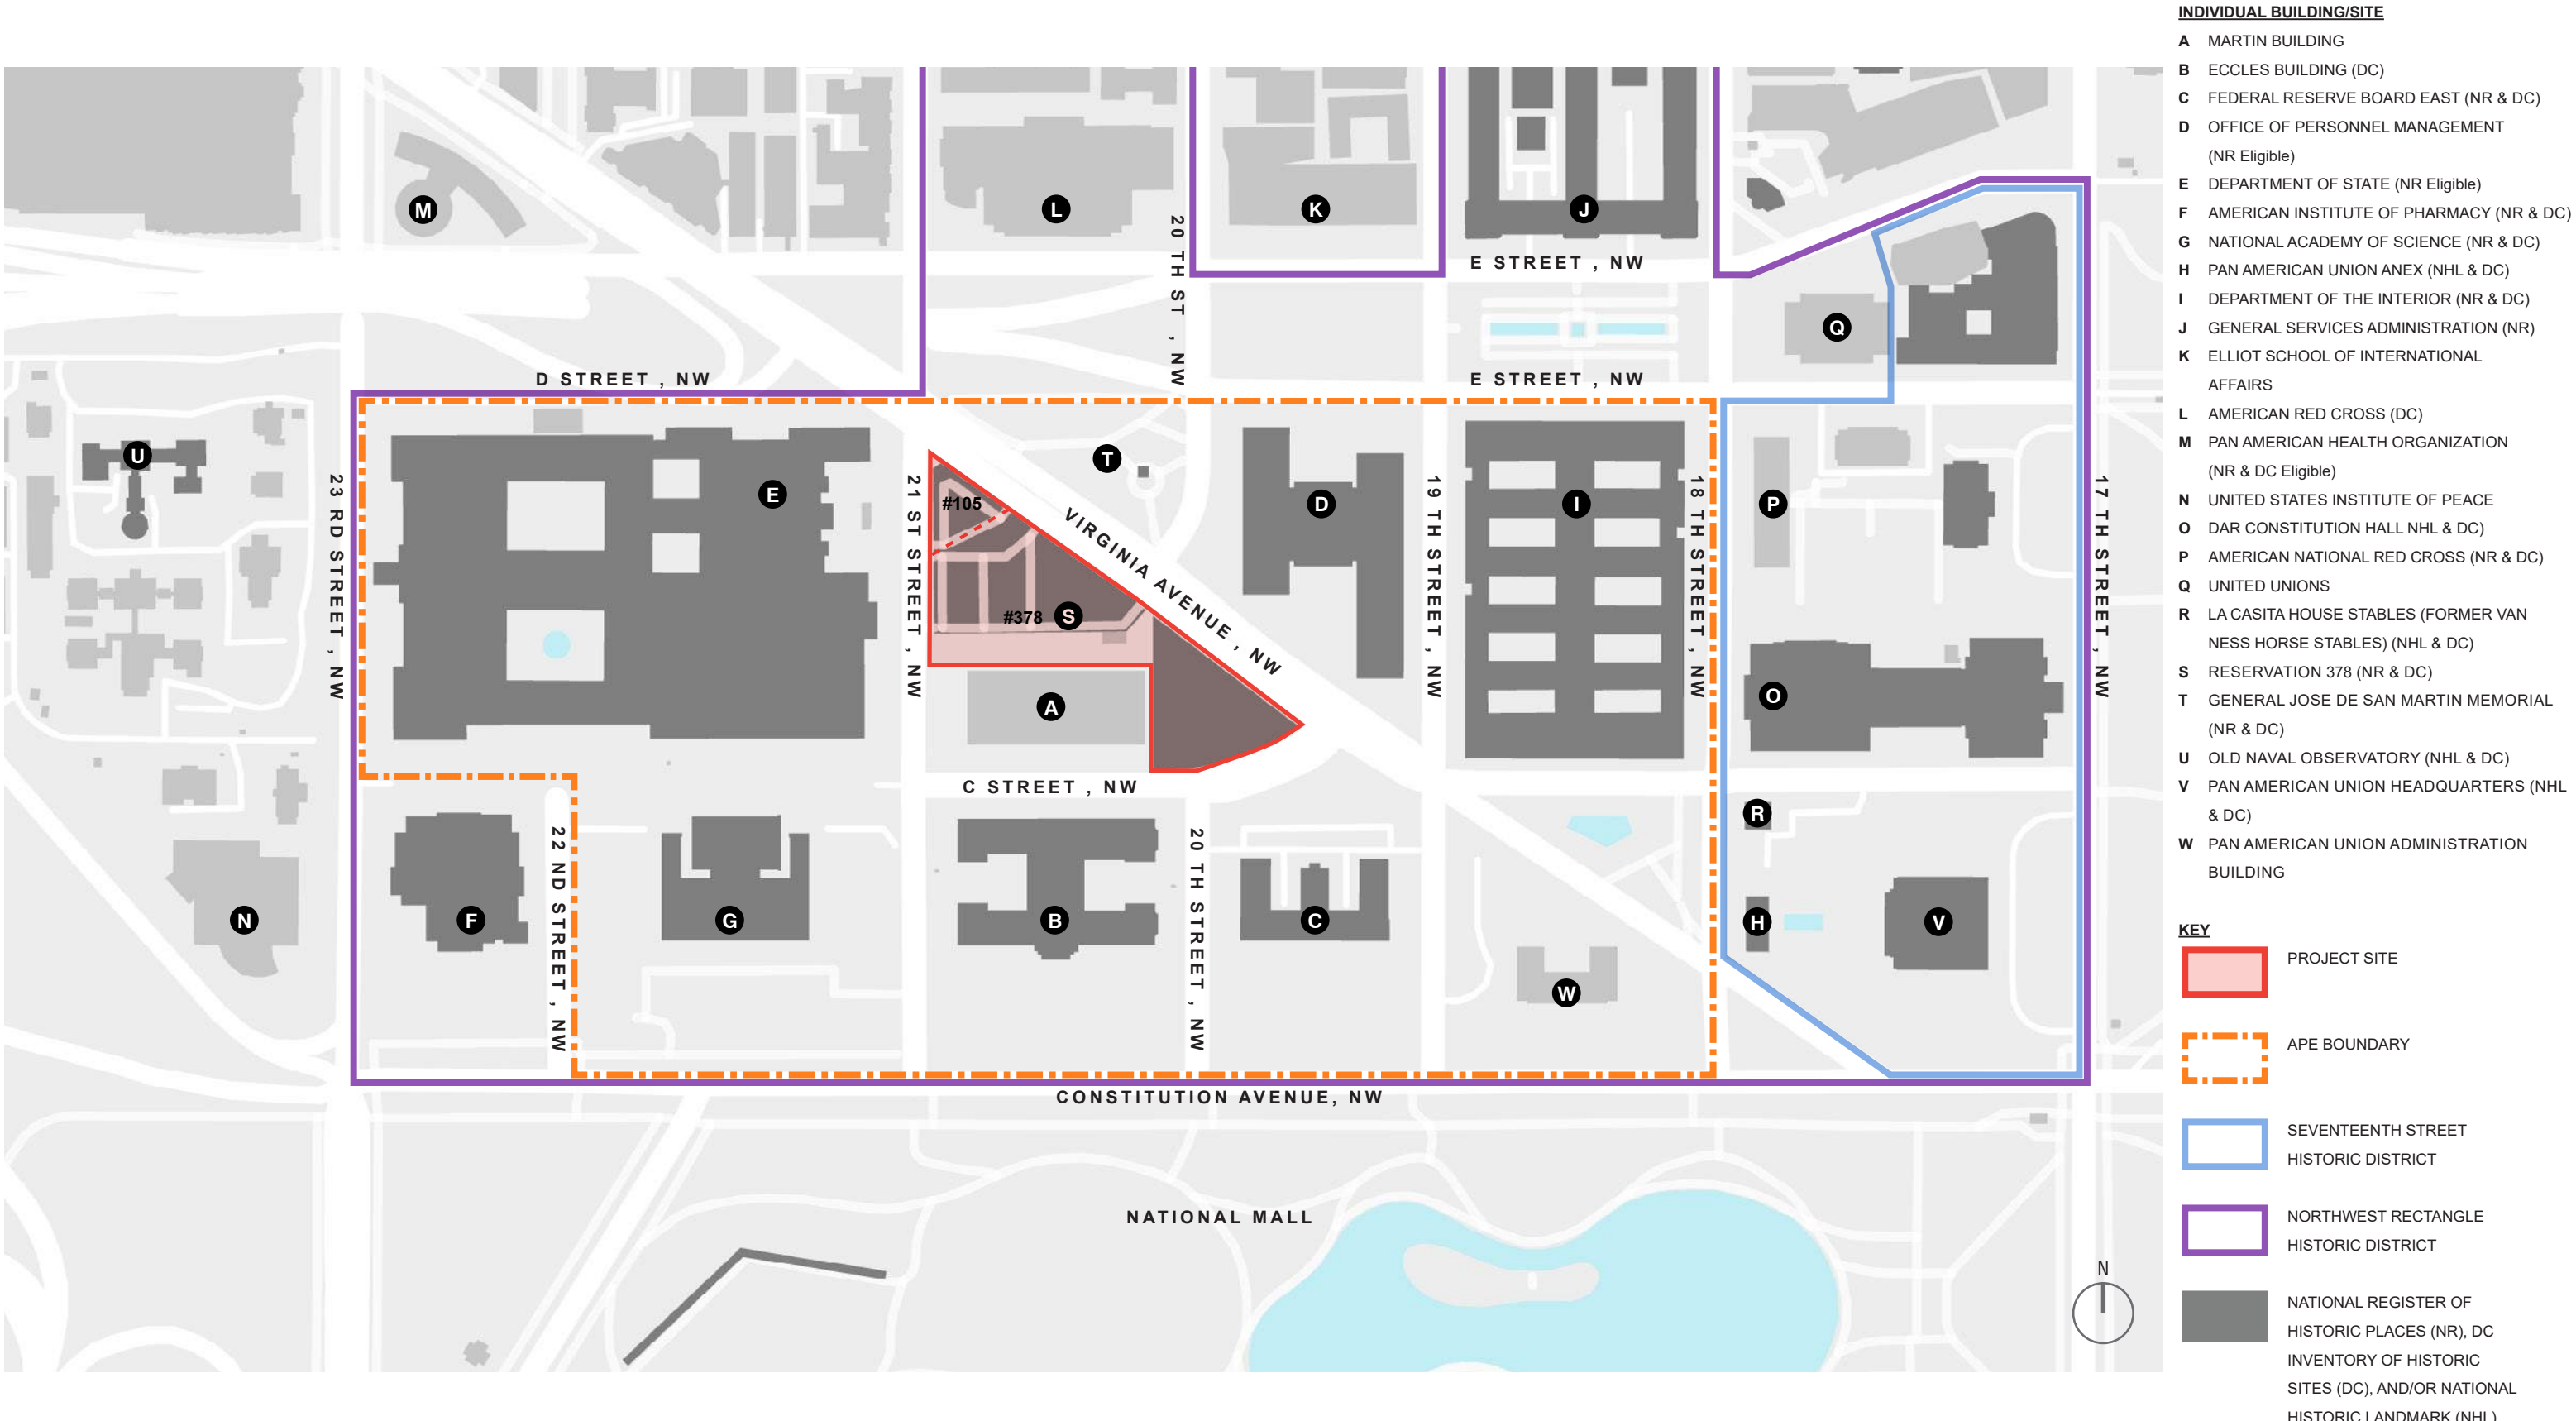 INDIVIDUAL BUILDING/SITE
A MARTIN BUILDING
B ECCLES BUILDING (DC)
C FEDERAL RESERVE BOARD EAST (NR & DC)
D OFFICE OF PERSONNEL MANAGEMENT
(NR Eligible)
E DEPARTMENT OF STATE (NR Eligible)
F AMERICAN INSTITUTE OF PHARMACY (NR & DC)
G NATIONAL ACADEMY OF SCIENCE (NR & DC)
H PAN AMERICAN UNION ANEX (NHL & DC)
I DEPARTMENT OF THE INTERIOR (NR & DC)
J GENERAL SERVICES ADMINISTRATION (NR)
K ELLIOT SCHOOL OF INTERNATIONAL
AFFAIRS
L AMERICAN RED CROSS (DC)
M PAN AMERICAN HEALTH ORGANIZATION
(NR & DC Eligible)
N UNITED STATES INSTITUTE OF PEACE
O DAR CONSTITUTION HALL NHL & DC)
P AMERICAN NATIONAL RED CROSS (NR & DC)
Q UNITED UNIONS
R LA CASITA HOUSE STABLES (FORMER VAN
NESS HORSE STABLES) (NHL & DC)
S RESERVATION 378 (NR & DC)
T GENERAL JOSE DE SAN MARTIN MEMORIAL
(NR & DC)
U OLD NAVAL OBSERVATORY (NHL & DC)
V PAN AMERICAN UNION HEADQUARTERS (NHL
& DC)
W PAN AMERICAN UNION ADMINISTRATION
BUILDING
KEY
PROJECT SITE
APE BOUNDARY
SEVENTEENTH STREET
HISTORIC DISTRICT
NORTHWEST RECTANGLE
HISTORIC DISTRICT
NATIONAL REGISTER OF
HISTORIC PLACES (NR), DC
INVENTORY OF HISTORIC
SITES (DC), AND/OR NATIONAL
HISTORIC LANDMARK (NHL)
M
L
K
J
20 TH ST , NW
E STREET , NW
Q
D STREET , NW
E STREET , NW
U
T
E
D
I
P
#105
23 RD STREET , NW
21 ST STREET , NW
VIRGINIA AVENUE , NW
19 TH STREET , NW
18 TH STREET , NW
17 TH STREET , NW
#378
S
A
O
C STREET , NW
R
22 ND STREET , NW
20 TH STREET , NW
N
F
G
B
C
H
V
W
CONSTITUTION AVENUE, NW
NATIONAL MALL
N